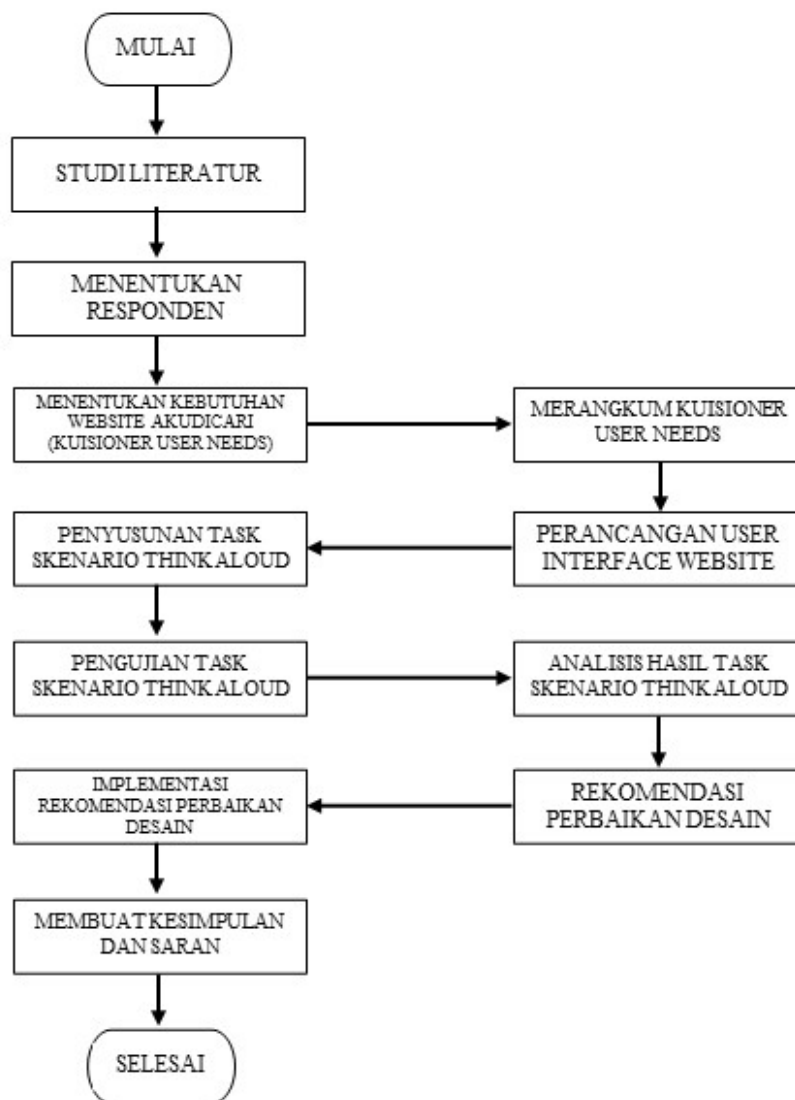 MULAI
STUDI LITERATUR
MENENTUKAN
RESPONDEN
MENENTUKAN KEBUTUHAN
WEBSITE AKUDICARI
(KUISIONER USER NEEDS)
MERANGKUM KUISIONER
USER NEEDS
PERANCANGAN USER
INTERFACE WEBSITE
PENYUSUNAN TASK
SKENARIO THINK ALOUD
PENGUJIAN TASK
SKENARIO THINK ALOUD
ANALISIS HASIL TASK
SKENARIO THINK ALOUD
REKOMENDASI
PERBAIKAN DESAIN
IMPLEMENTASI
REKOMENDASI PERBAIKAN
DESAIN
MEMBUAT KESIMPULAN
DAN SARAN
SELESAI